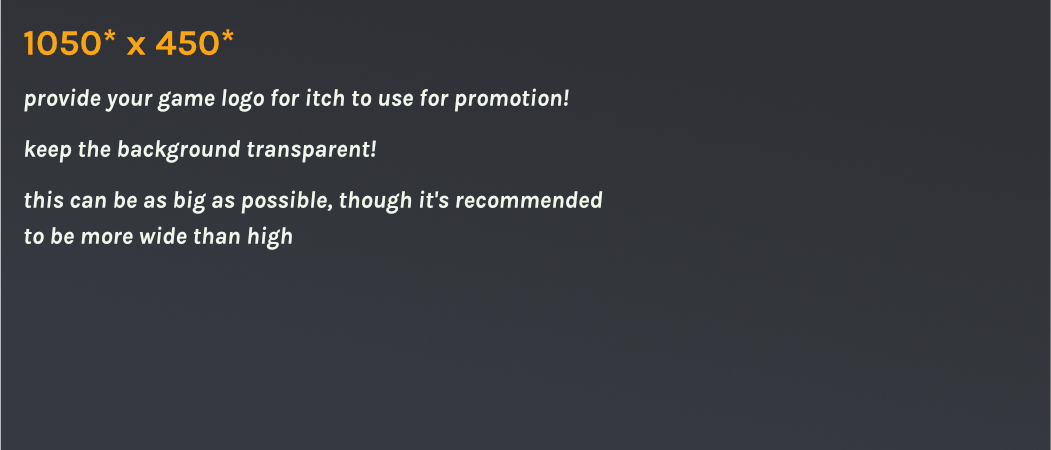 1050* x 450*
provide your game logo for itch to use for promotion!
keep the background transparent!
this can be as big as possible, though it's recommended
to be more wide than high